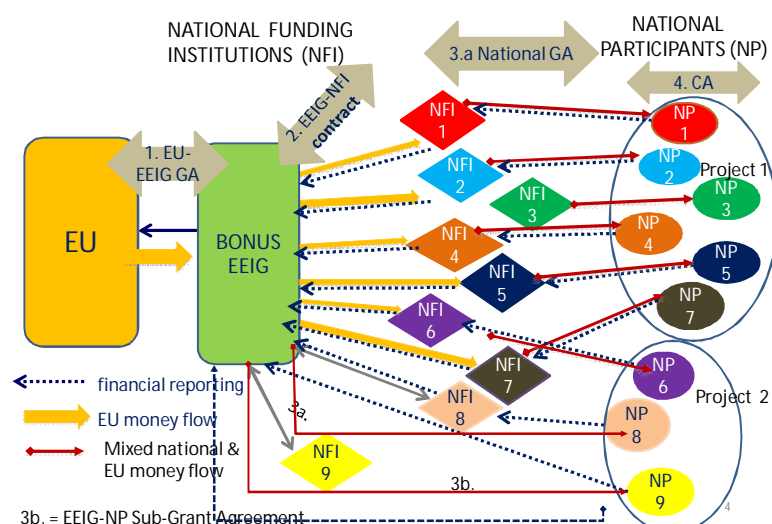 NATIONAL FUNDING
INSTITUTIONS (NFI)
3.a National GA
NATIONAL
PARTICIPANTS (NP)
4. CA
2. EEIG-NFI
contract
1. EU-
EEIG GA
EU
BONUS
EEIG
NFI
1
NFI
2
NFI
3
NFI
4
NFI
5
NFI
6
NFI
7
NFI
8
NFI
9
NP
1
NP
2
Project 1
NP
3
NP
4
NP
5
NP
7
NP
6
Project 2
NP
8
NP
9
financial reporting
EU money flow
Mixed national &
EU money flow
3a.
3b.
3b. = EEIG-NP Sub-Grant Agreement
4